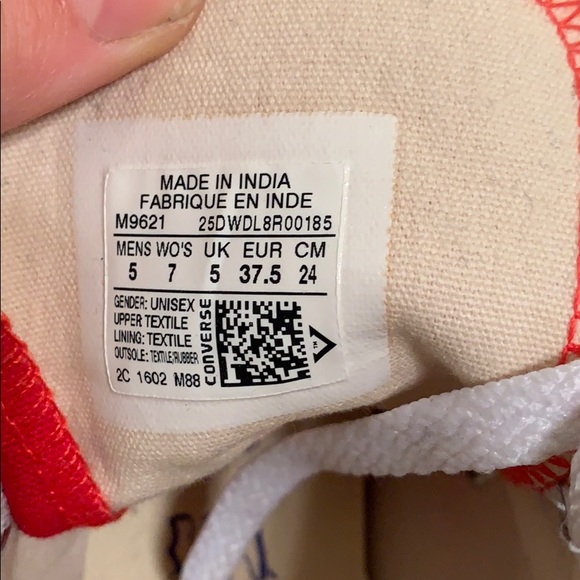 MADE IN INDIA
FABRIQUE EN INDE
M9621 25DWDL8R00185
MENS WO'S UK EUR CM
5 7 5 37.5 24
GENDER: UNISEX
UPPER TEXTILE
LINING: TEXTILE
OUTSOLE: TEXTILE/RUBBER
2C 1602 M88
CONVERSE
TM